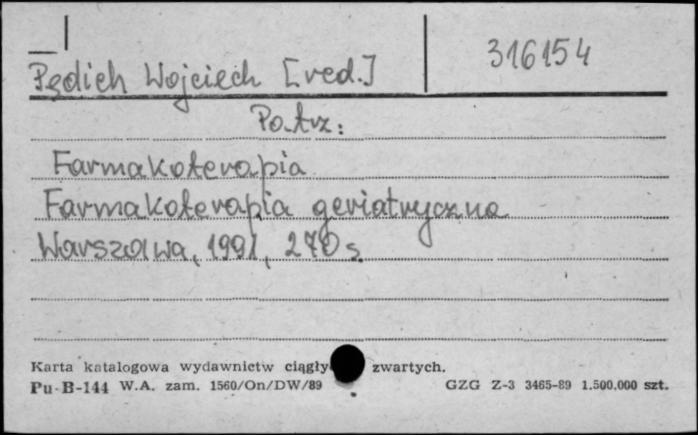 316154
Pędich Wojciech [red.]
Patrz:
Farmakoterapia
Farmakoterapia geriatryczna
Warszawa, 1991, 270 s.
Karta katalogowa wydawnictw ciągły zwartych.
Pu-B-144 W.A. zam. 1560/On/DW/89 GZG Z-3 3465-89 1.500.000 szt.